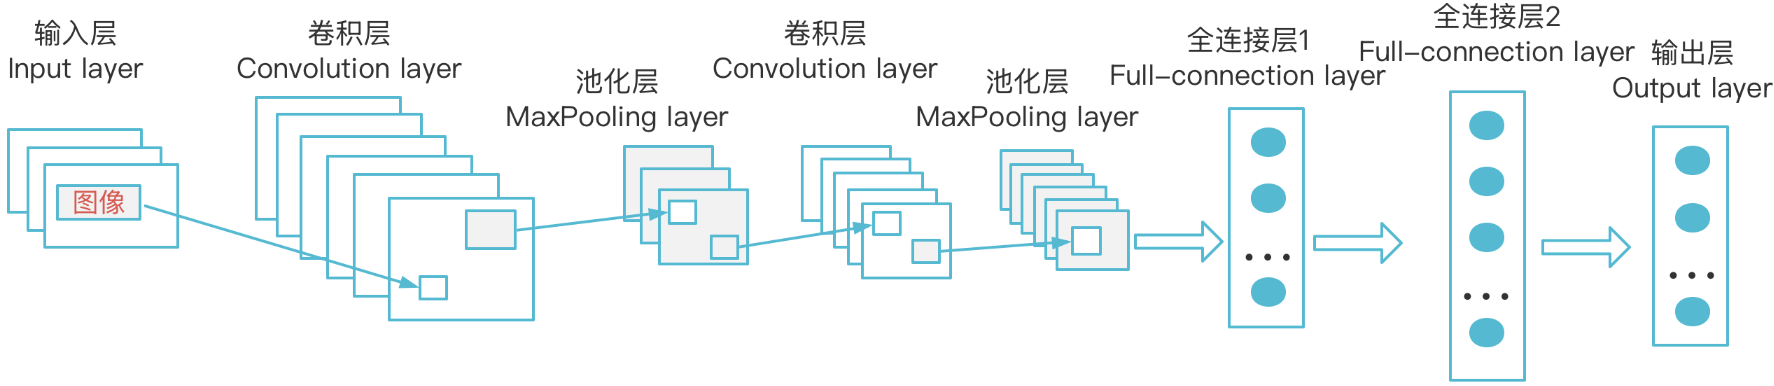 输入层
Input layer
卷积层
Convolution layer
池化层
MaxPooling layer
卷积层
Convolution layer
池化层
MaxPooling layer
全连接层1
Full-connection layer
全连接层2
Full-connection layer
输出层
Output layer
图像
...
...
...